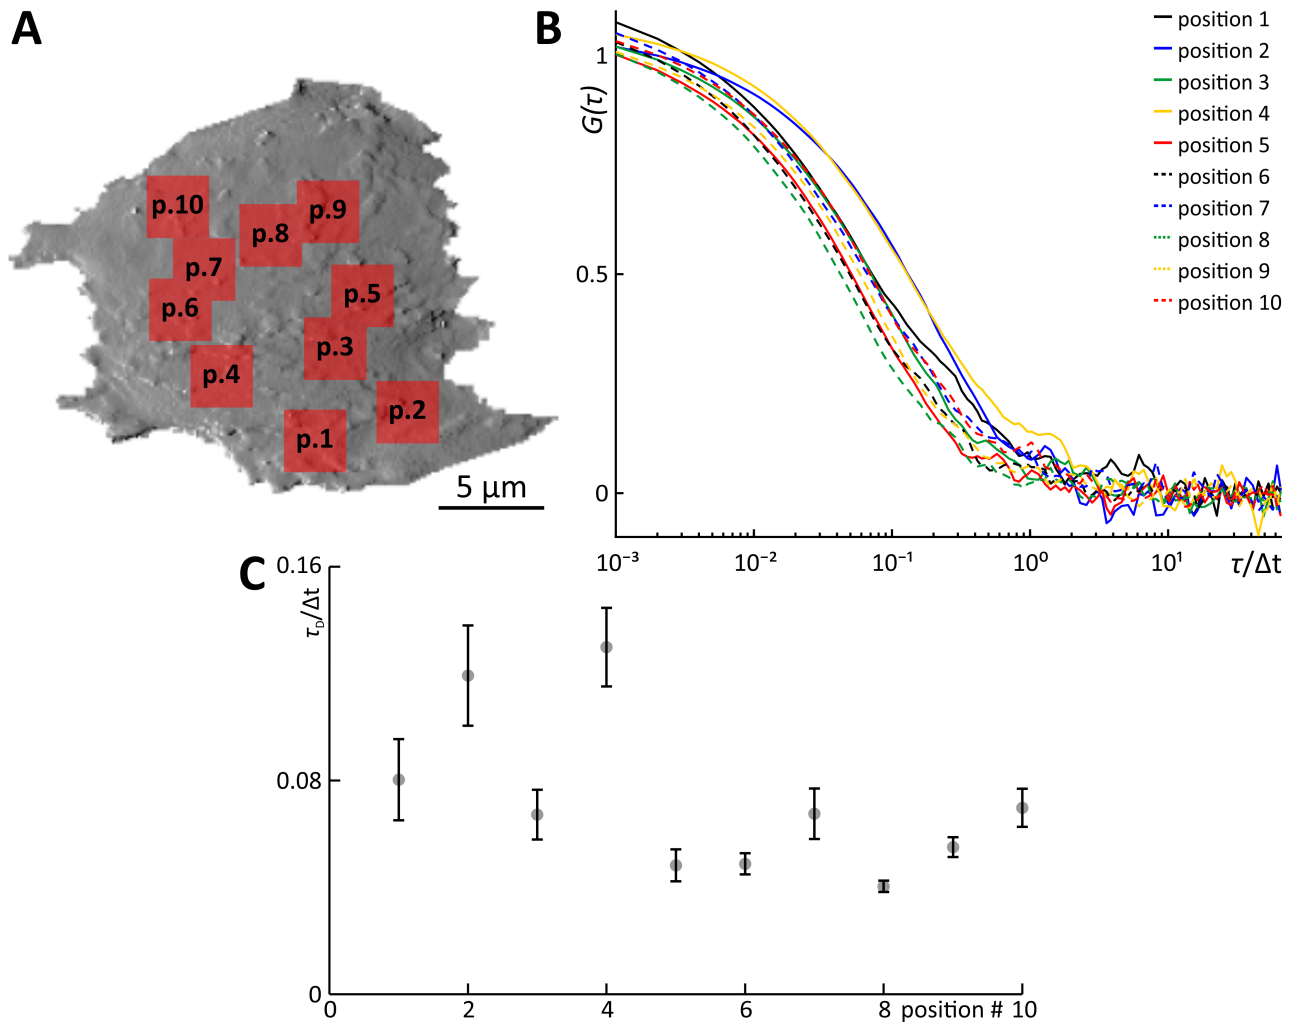 A
p.10
p.9
p.8
p.7
p.5
p.6
p.3
p.4
p.2
p.1
5 µm
B
G(τ)
1
0.5
0
10⁻³ 10⁻² 10⁻¹ 10⁰ 10¹ τ/Δt
position 1
position 2
position 3
position 4
position 5
position 6
position 7
position 8
position 9
position 10
C
τD/Δt
0.16
0.08
0
0 2 4 6 8 position # 10